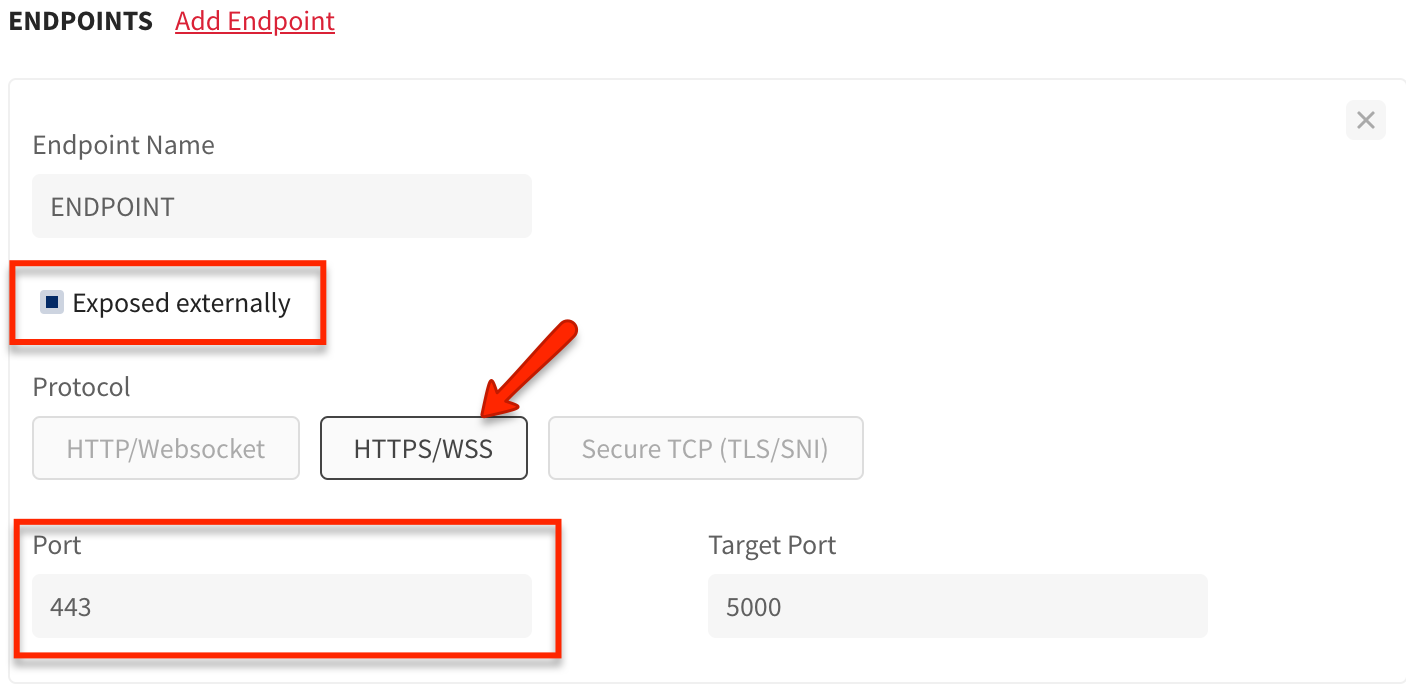 ENDPOINTS Add Endpoint
Endpoint Name
ENDPOINT
Exposed externally
Protocol
HTTP/Websocket HTTPS/WSS Secure TCP (TLS/SNI)
Port Target Port
443 5000